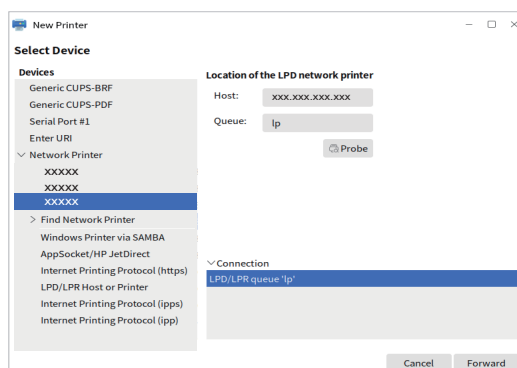 New Printer
Select Device
Devices
Generic CUPS-BRF
Generic CUPS-PDF
Serial Port #1
Enter URI
Network Printer
XXXXX
XXXXX
XXXXX
Find Network Printer
Windows Printer via SAMBA
AppSocket/HP JetDirect
Internet Printing Protocol (https)
LPD/LPR Host or Printer
Internet Printing Protocol (ipps)
Internet Printing Protocol (ipp)
Location of the LPD network printer
Host: xxx.xxx.xxx.xxx
Queue: lp
Probe
Connection
LPD/LPR queue 'lp'
Cancel Forward